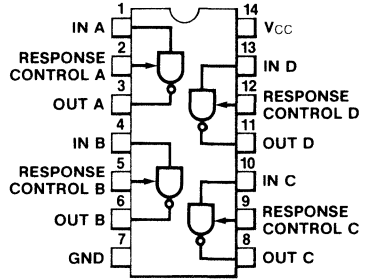 1
IN A
2
RESPONSE
CONTROL A
3
OUT A
4
IN B
5
RESPONSE
CONTROL B
6
OUT B
7
GND
14
VCC
13
IN D
12
RESPONSE
CONTROL D
11
OUT D
10
IN C
9
RESPONSE
CONTROL C
8
OUT C